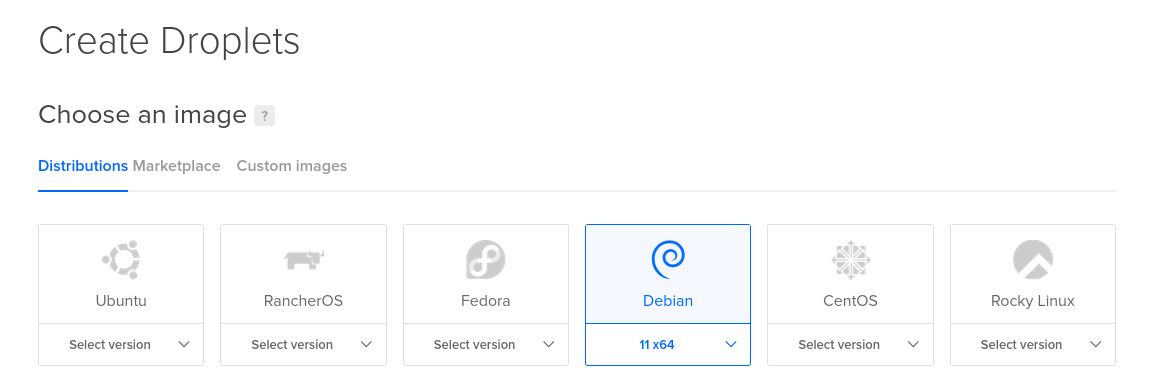 Create Droplets
Choose an image ?
Distributions Marketplace Custom images
Ubuntu RancherOS Fedora Debian CentOS Rocky Linux
Select version Select version Select version 11 x64 Select version Select version